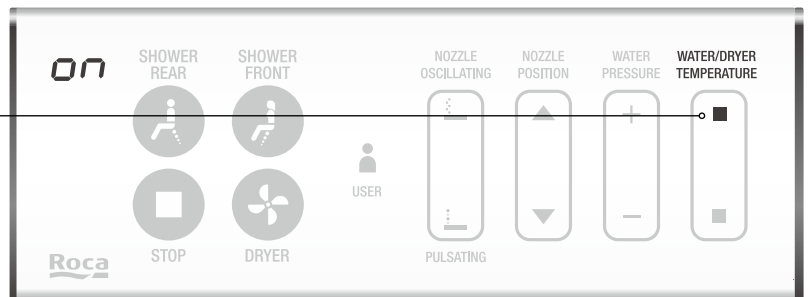 on
SHOWER
REAR
SHOWER
FRONT
NOZZLE
OSCILLATING
NOZZLE
POSITION
WATER
PRESSURE
WATER/DRYER
TEMPERATURE
USER
STOP
DRYER
PULSATING
Roca